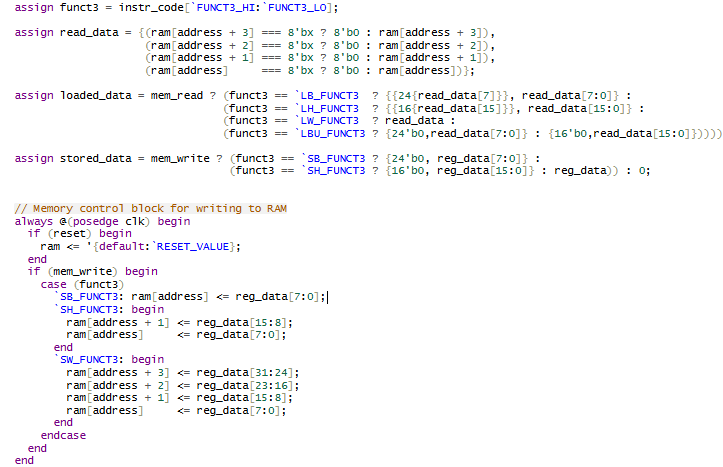 assign funct3 = instr_code[`FUNCT3_HI:`FUNCT3_LO];

assign read_data = {(ram[address + 3] === 8'bx ? 8'b0 : ram[address + 3]),
                    (ram[address + 2] === 8'bx ? 8'b0 : ram[address + 2]),
                    (ram[address + 1] === 8'bx ? 8'b0 : ram[address + 1]),
                    (ram[address]     === 8'bx ? 8'b0 : ram[address])};

assign loaded_data = mem_read ? (funct3 == `LB_FUNCT3  ? {{24{read_data[7]}}, read_data[7:0]} :
                                (funct3 == `LH_FUNCT3  ? {{16{read_data[15]}}, read_data[15:0]} :
                                (funct3 == `LW_FUNCT3  ? read_data :
                                (funct3 == `LBU_FUNCT3 ? {24'b0,read_data[7:0]} : {16'b0,read_data[15:0]}))))

assign stored_data = mem_write ? (funct3 == `SB_FUNCT3 ? {24'b0, reg_data[7:0]} :
                                 (funct3 == `SH_FUNCT3 ? {16'b0, reg_data[15:0]} : reg_data)) : 0;

// Memory control block for writing to RAM
always @(posedge clk) begin
  if (reset) begin
    ram <= '{default:`RESET_VALUE};
  end
  if (mem_write) begin
    case (funct3)
      `SB_FUNCT3: ram[address] <= reg_data[7:0];
      `SH_FUNCT3: begin
        ram[address + 1] <= reg_data[15:8];
        ram[address]     <= reg_data[7:0];
      end
      `SW_FUNCT3: begin
        ram[address + 3] <= reg_data[31:24];
        ram[address + 2] <= reg_data[23:16];
        ram[address + 1] <= reg_data[15:8];
        ram[address]     <= reg_data[7:0];
      end
    endcase
  end
end